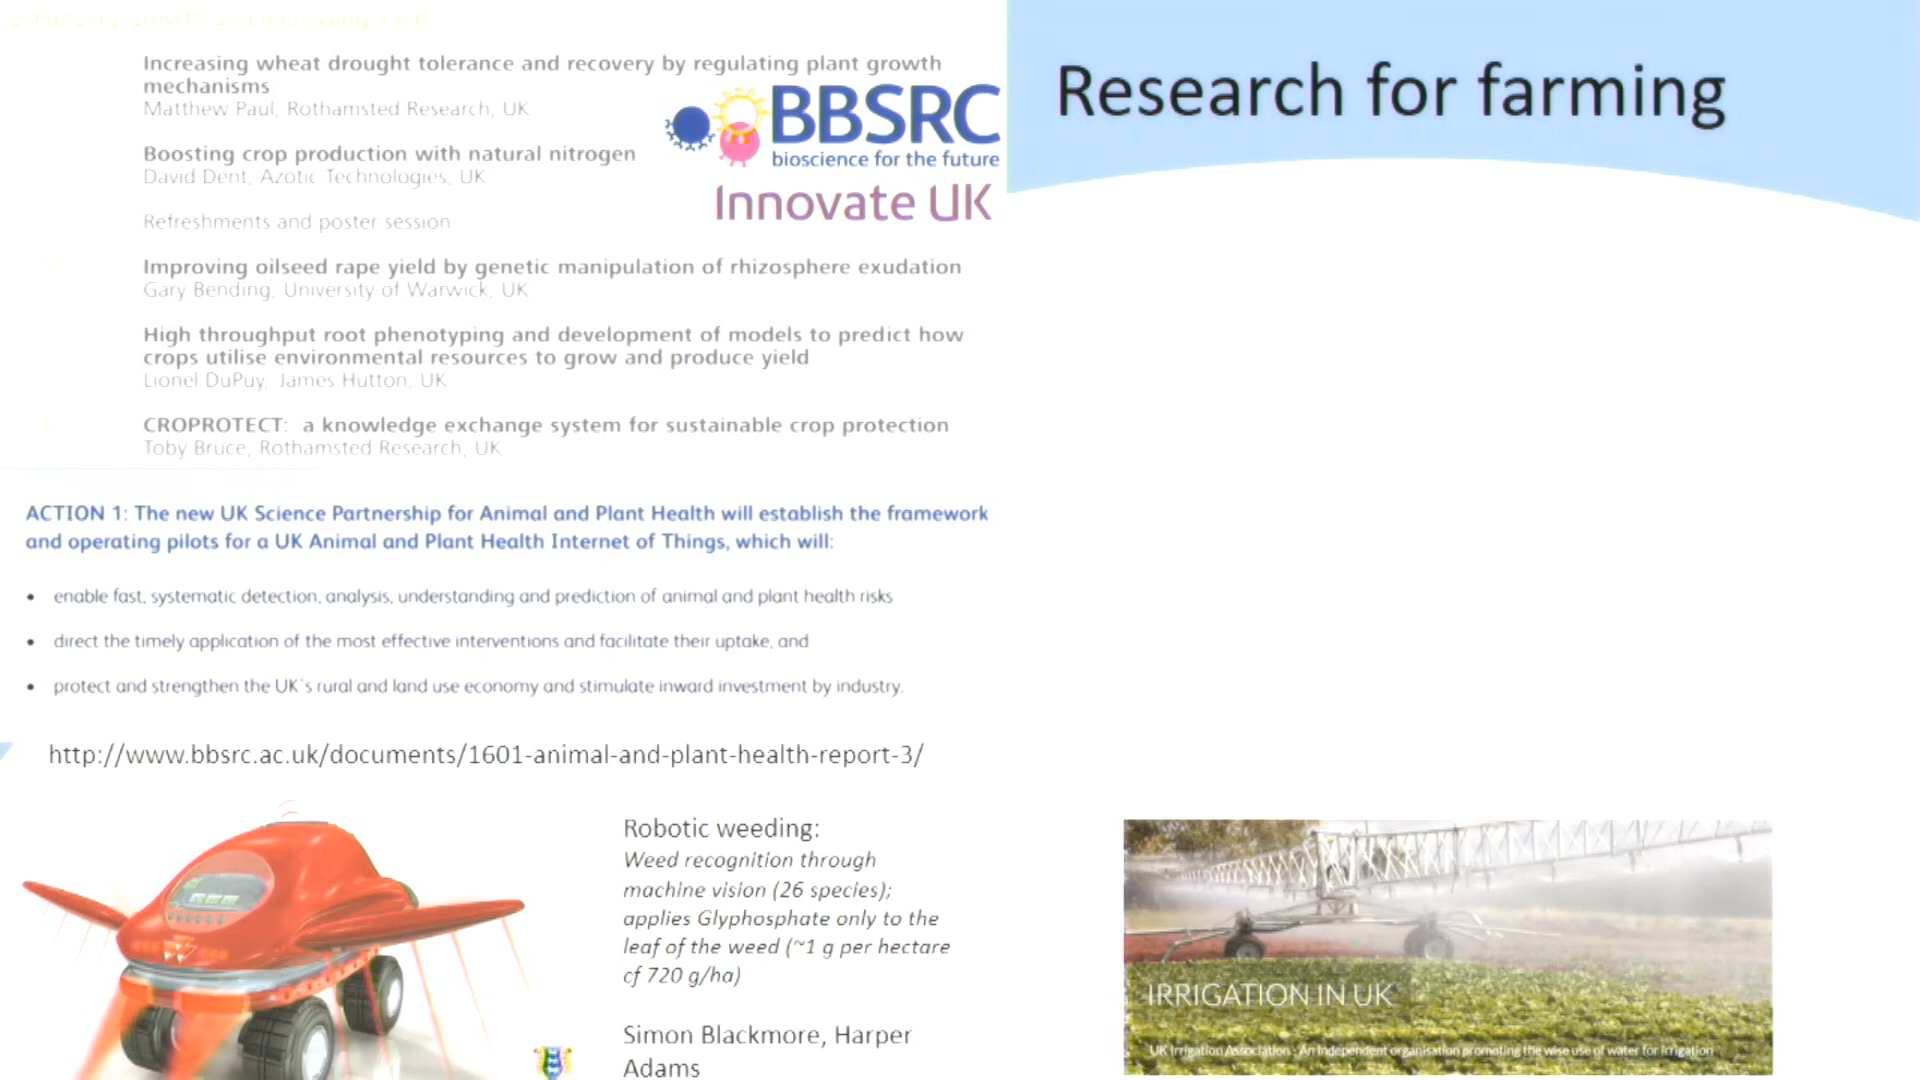 Enhancing growth and increasing yield
Increasing wheat drought tolerance and recovery by regulating plant growth
mechanisms
Matthew Paul, Rothamsted Research, UK
Boosting crop production with natural nitrogen
David Dent, Azotic Technologies, UK
Refreshments and poster session
Improving oilseed rape yield by genetic manipulation of rhizosphere exudation
Gary Bending, University of Warwick, UK
High throughput root phenotyping and development of models to predict how
crops utilise environmental resources to grow and produce yield
Lionel DuPuy, James Hutton, UK
CROPROTECT: a knowledge exchange system for sustainable crop protection
Toby Bruce, Rothamsted Research, UK
BBSRC
bioscience for the future
Innovate UK
ACTION 1: The new UK Science Partnership for Animal and Plant Health will establish the framework
and operating pilots for a UK Animal and Plant Health Internet of Things, which will:
• enable fast, systematic detection, analysis, understanding and prediction of animal and plant health risks
• direct the timely application of the most effective interventions and facilitate their uptake, and
• protect and strengthen the UK's rural and land use economy and stimulate inward investment by industry.
http://www.bbsrc.ac.uk/documents/1601-animal-and-plant-health-report-3/
Robotic weeding:
Weed recognition through
machine vision (26 species);
applies Glyphosphate only to the
leaf of the weed (~1 g per hectare
cf 720 g/ha)
Simon Blackmore, Harper
Adams
Research for farming
IRRIGATION IN UK
UK Irrigation Association - An independent organisation promoting the wise use of water for irrigation